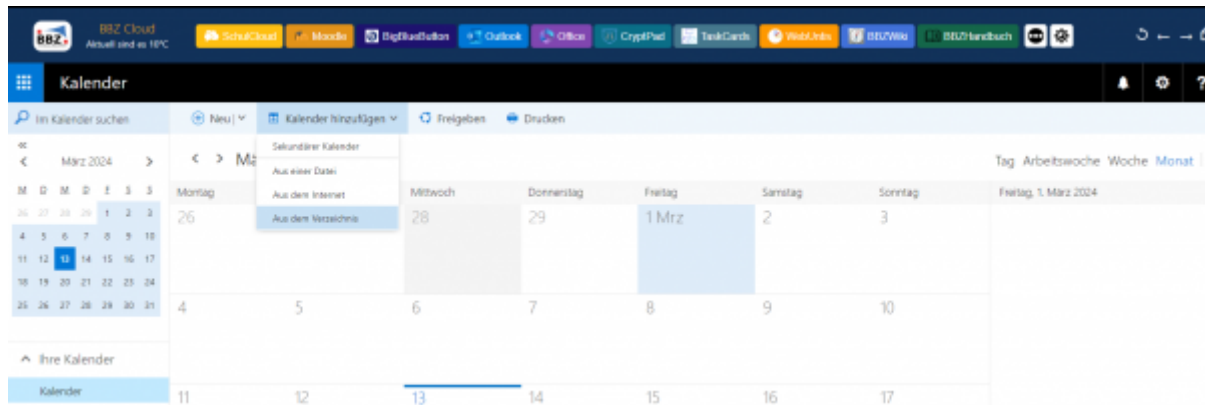 BBZ Cloud
BBZ. Aktuell sind es 10°C SchulCloud Moodle BigBlueButton Outlook Office CryptPad TaskCards WebUntis BBZWiki BBZHandbuch
Kalender ?
Im Kalender suchen Neu Kalender hinzufügen Freigeben Drucken
Sekundärer Kalender
März 2024 Tag Arbeitswoche Woche Monat
Aus einer Datei
M D M D F S S Montag Aus dem Internet Mittwoch Donnerstag Freitag Samstag Sonntag Freitag, 1. März 2024
26 27 28 29 1 2 3 26 Aus dem Verzeichnis 28 29 1 Mrz 2 3
4 5 6 7 8 9 10
11 12 13 14 15 16 17
18 19 20 21 22 23 24
25 26 27 28 29 30 31 4 5 6 7 8 9 10
Ihre Kalender
Kalender 11 12 13 14 15 16 17